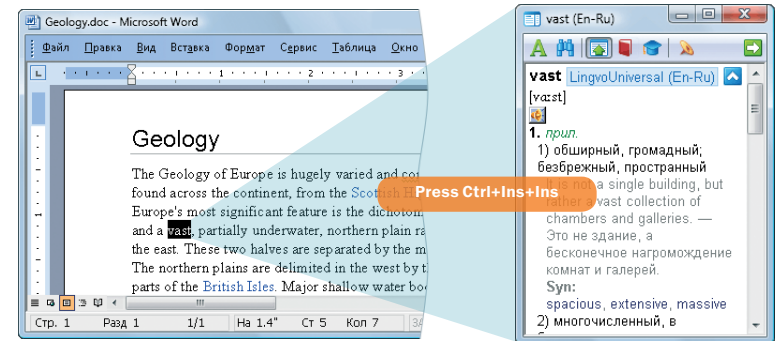 Geology.doc - Microsoft Word
Файл Правка Вид Вставка Формат Сервис Таблица Окно
1 2 3
Geology
The Geology of Europe is hugely varied and
found across the continent, from the Scottish
Europe's most significant feature is the
and a vast, partially underwater, northern plain
the east. These two halves are separated by the
The northern plains are delimited in the west by
parts of the British Isles. Major shallow water
Стр. 1 Разд 1 1/1 На 1.4" Ст 5 Кол 7
Press Ctrl+Ins+Ins
vast (En-Ru)
vast LingvoUniversal (En-Ru)
[vɑːst]
1. прил.
1) обширный, громадный;
безбрежный, пространный
It is not a single building, but
rather a vast collection of
chambers and galleries. —
Это не здание, а
бесконечное нагромождение
комнат и галерей.
Syn:
spacious, extensive, massive
2) многочисленный, в